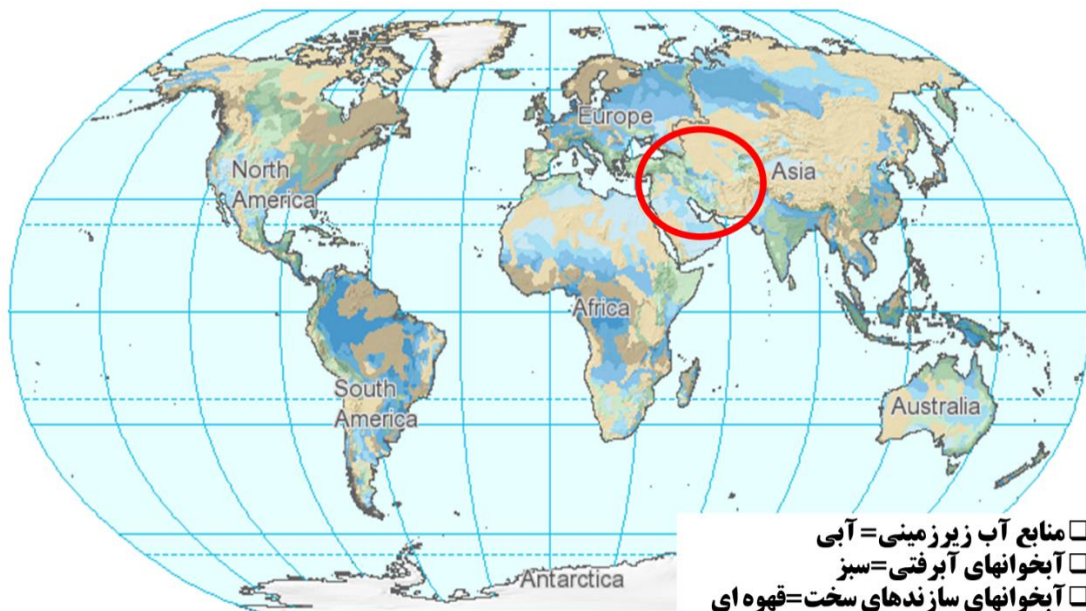 Europe
North
America
Asia
Africa
South
America
Australia
Antarctica
منابع آب زیرزمینی=آبی
آبخوانهای آبرفتی=سبز
آبخوانهای سازندهای سخت=قهوه ای